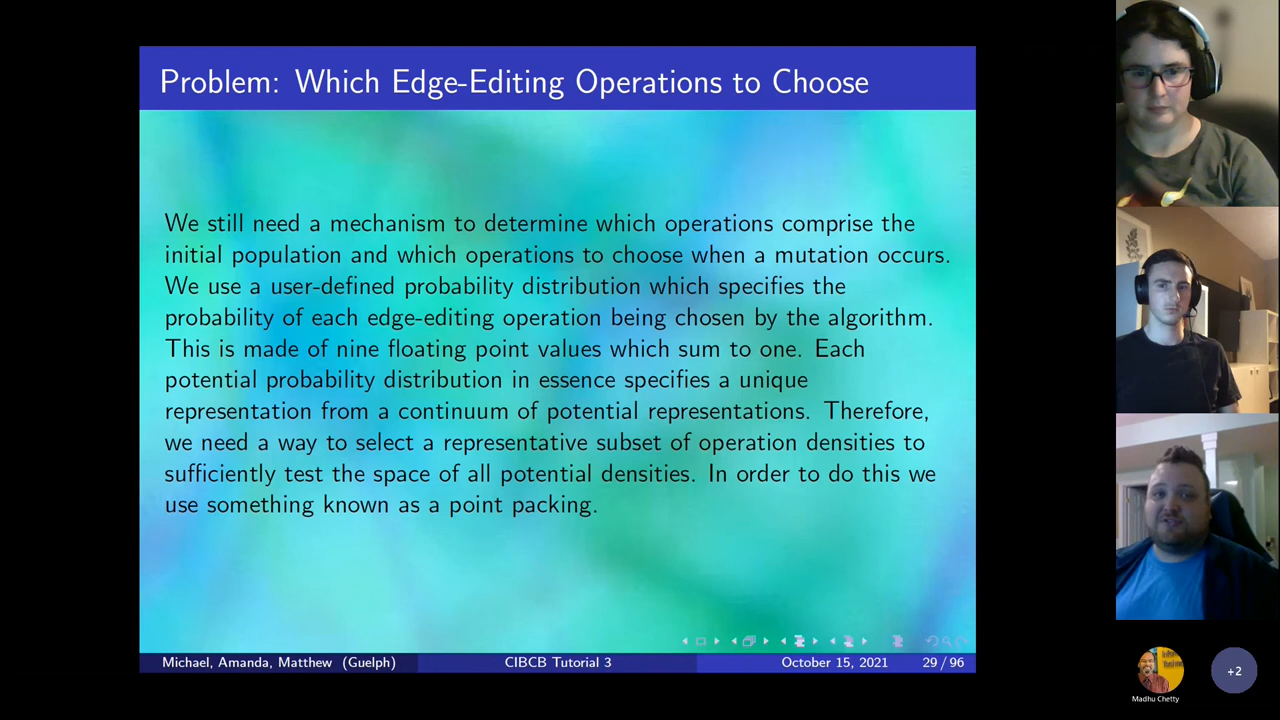 Problem: Which Edge-Editing Operations to Choose
We still need a mechanism to determine which operations comprise the
initial population and which operations to choose when a mutation occurs.
We use a user-defined probability distribution which specifies the
probability of each edge-editing operation being chosen by the algorithm.
This is made of nine floating point values which sum to one. Each
potential probability distribution in essence specifies a unique
representation from a continuum of potential representations. Therefore,
we need a way to select a representative subset of operation densities to
sufficiently test the space of all potential densities. In order to do this we
use something known as a point packing.
Michael, Amanda, Matthew (Guelph)
CIBCB Tutorial 3
October 15, 2021
29 / 96
Madhu Chetty
+2